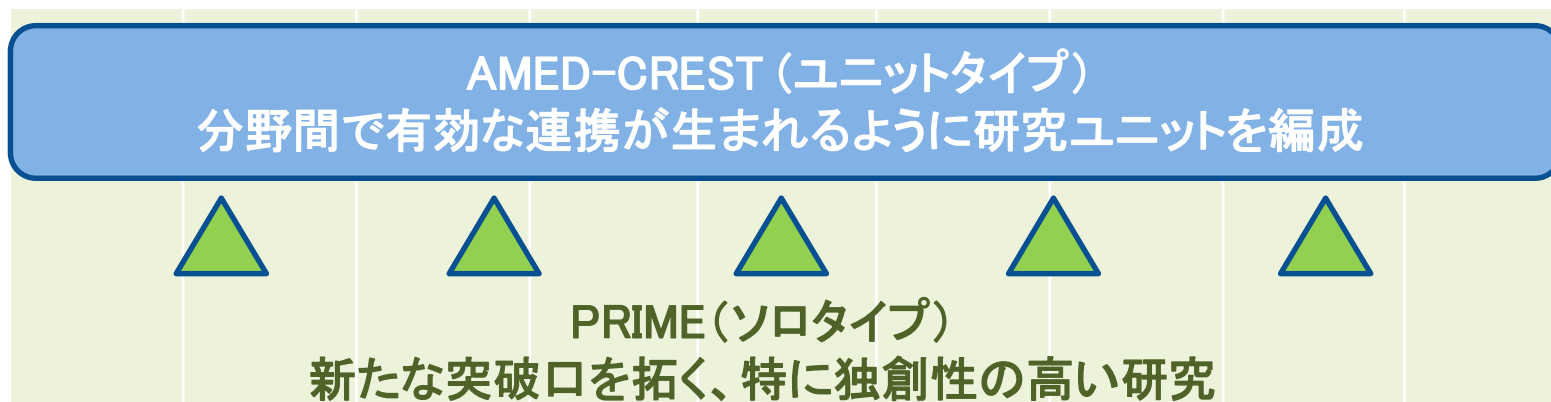 AMED-CREST（ユニットタイプ）
分野間で有効な連携が生まれるように研究ユニットを編成
PRIME（ソロタイプ）
新たな突破口を拓く、特に独創性の高い研究